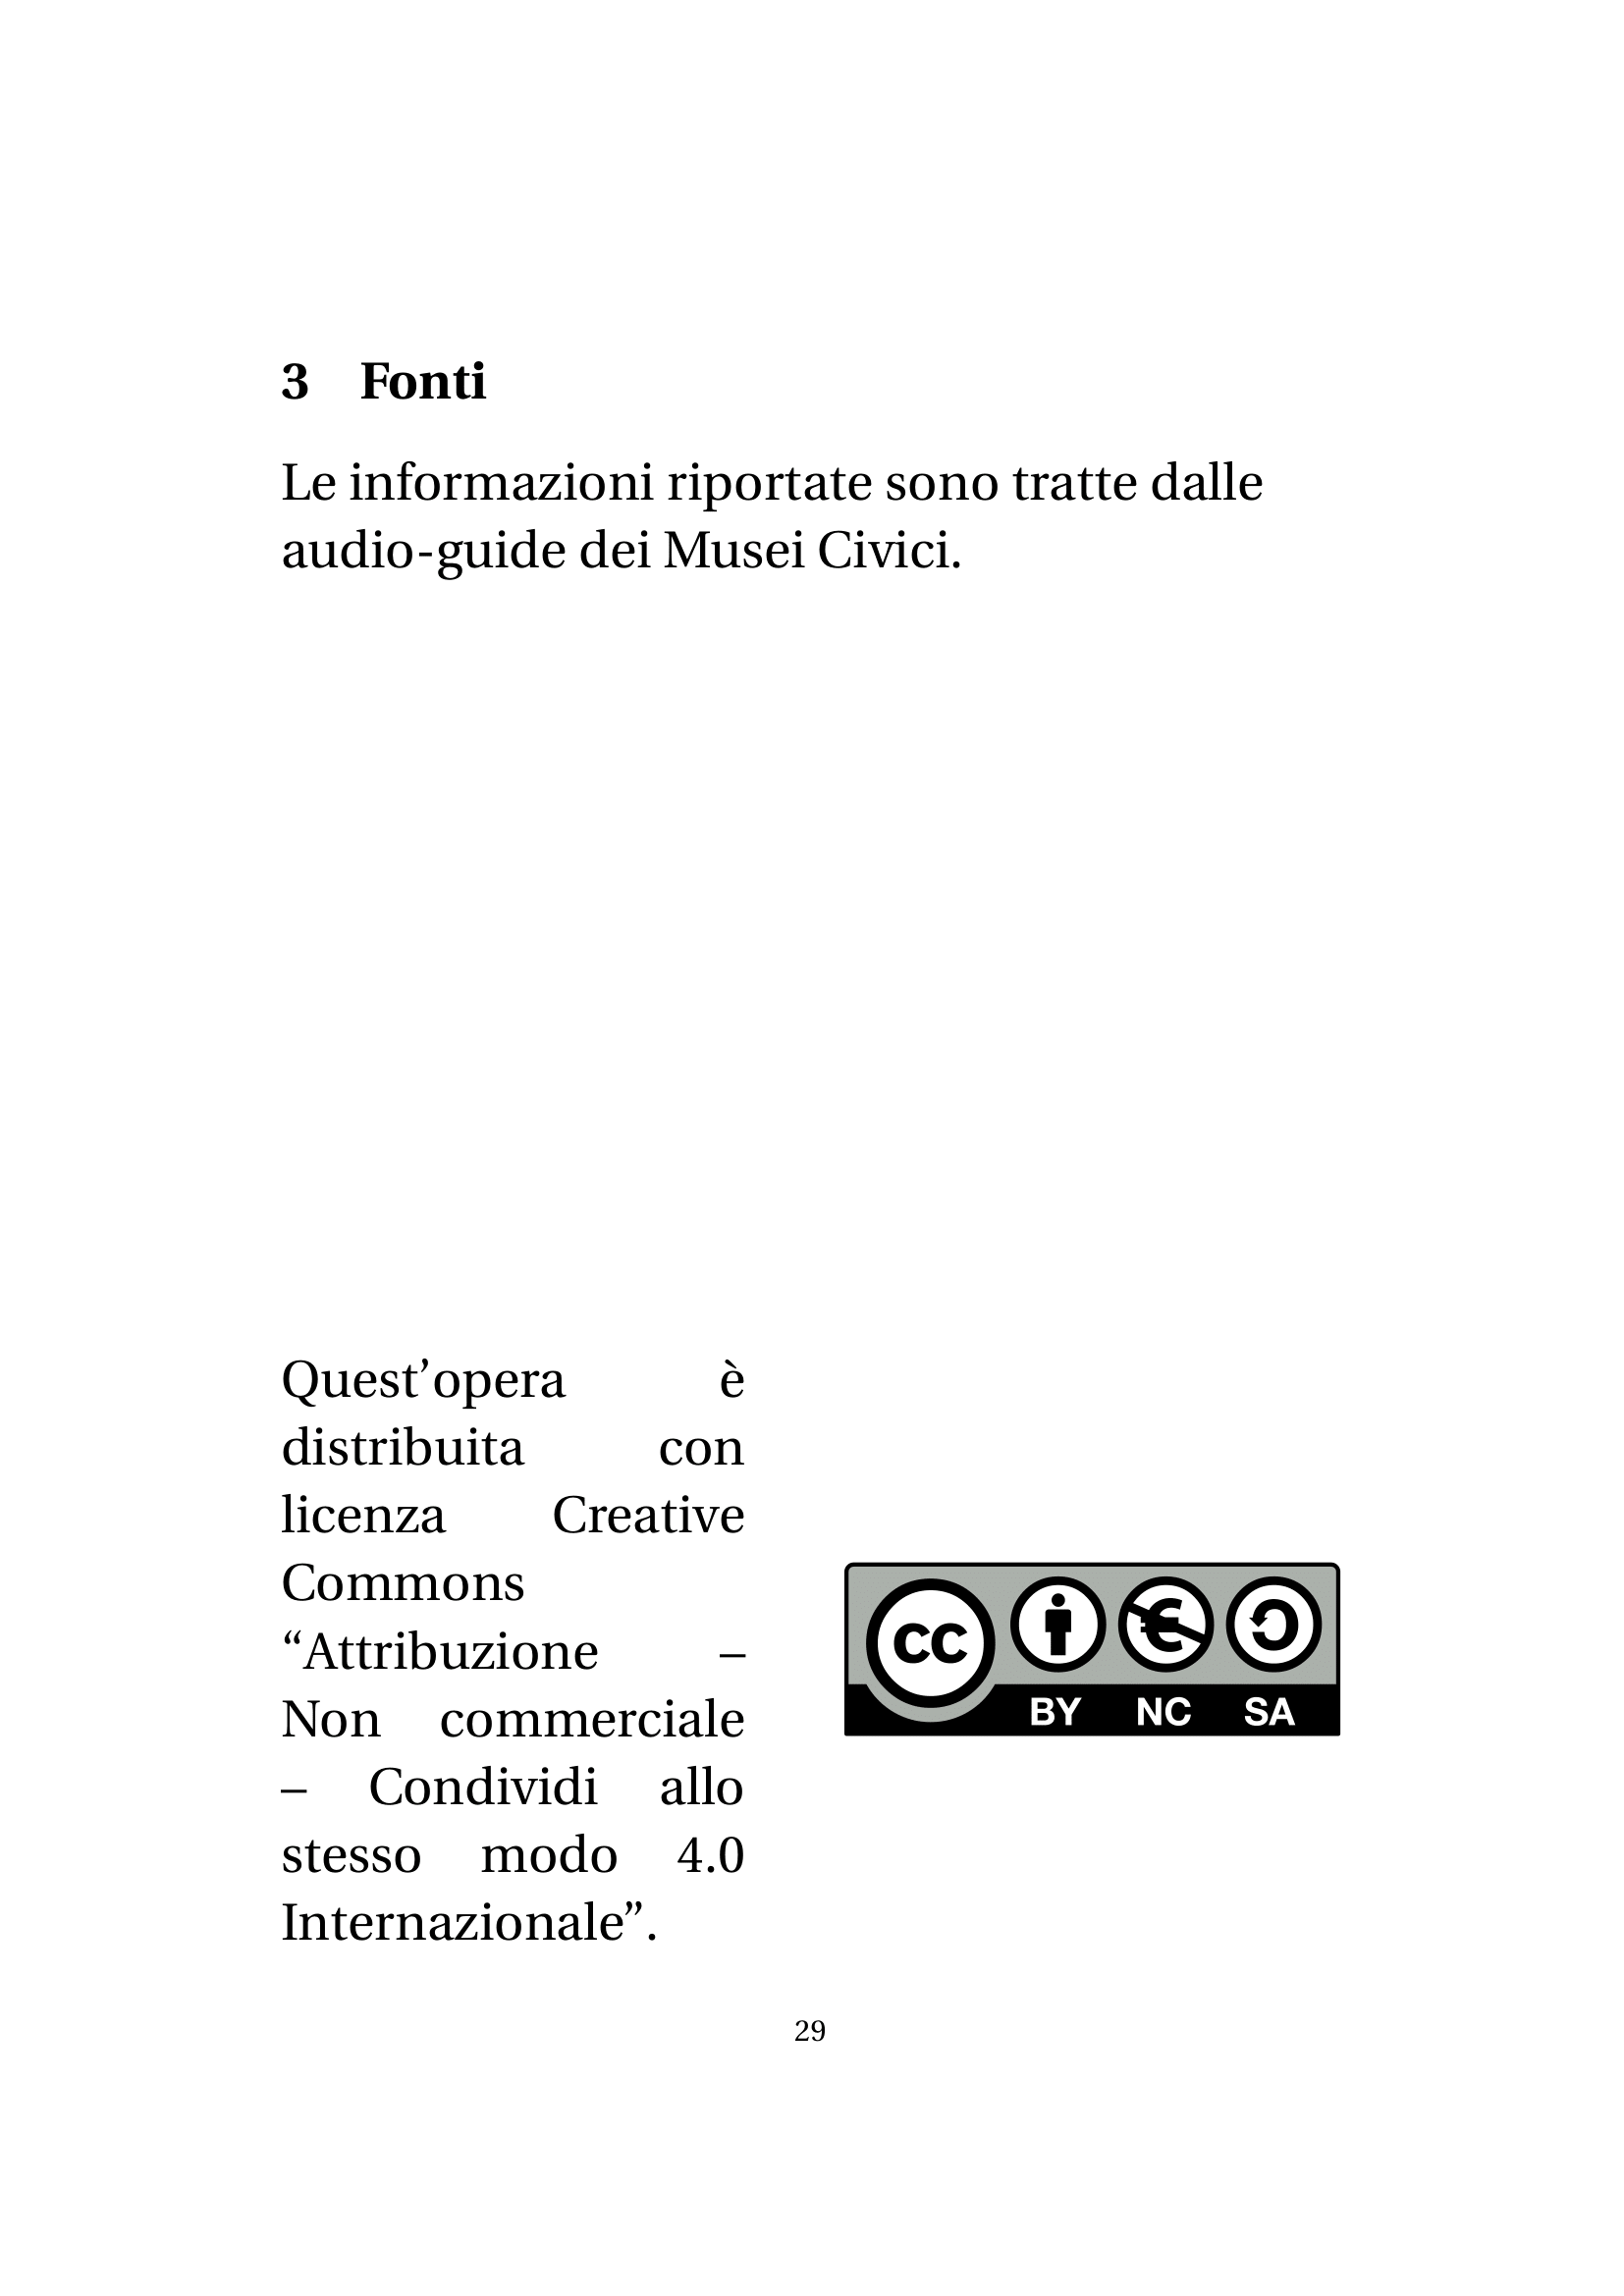 3 Fonti
Le informazioni riportate sono tratte dalle
audio-guide dei Musei Civici.
Quest’opera è
distribuita con
licenza Creative
Commons
“Attribuzione –
Non commerciale
– Condividi allo
stesso modo 4.0
Internazionale”.
cc
BY NC SA
29